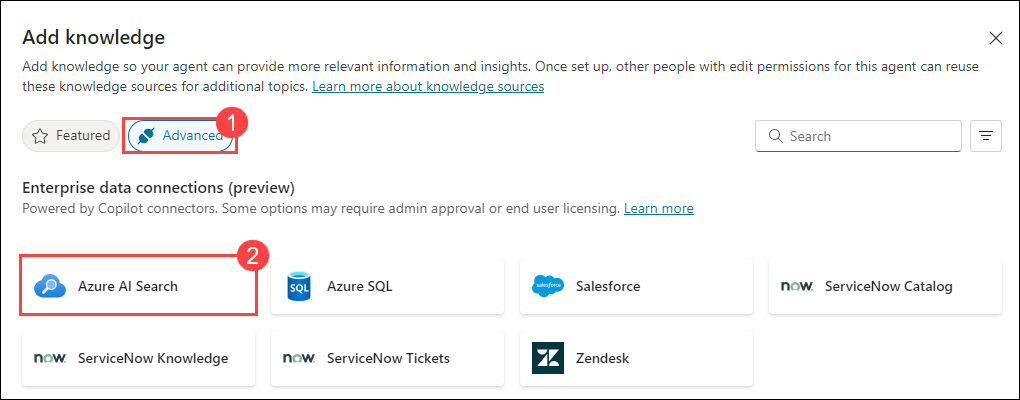 Add knowledge
Add knowledge so your agent can provide more relevant information and insights. Once set up, other people with edit permissions for this agent can reuse
these knowledge sources for additional topics. Learn more about knowledge sources
1
Featured Advanced Search
Enterprise data connections (preview)
Powered by Copilot connectors. Some options may require admin approval or end user licensing. Learn more
2
Azure AI Search SQL Azure SQL salesforce Salesforce now. ServiceNow Catalog
now. ServiceNow Knowledge now. ServiceNow Tickets Zendesk